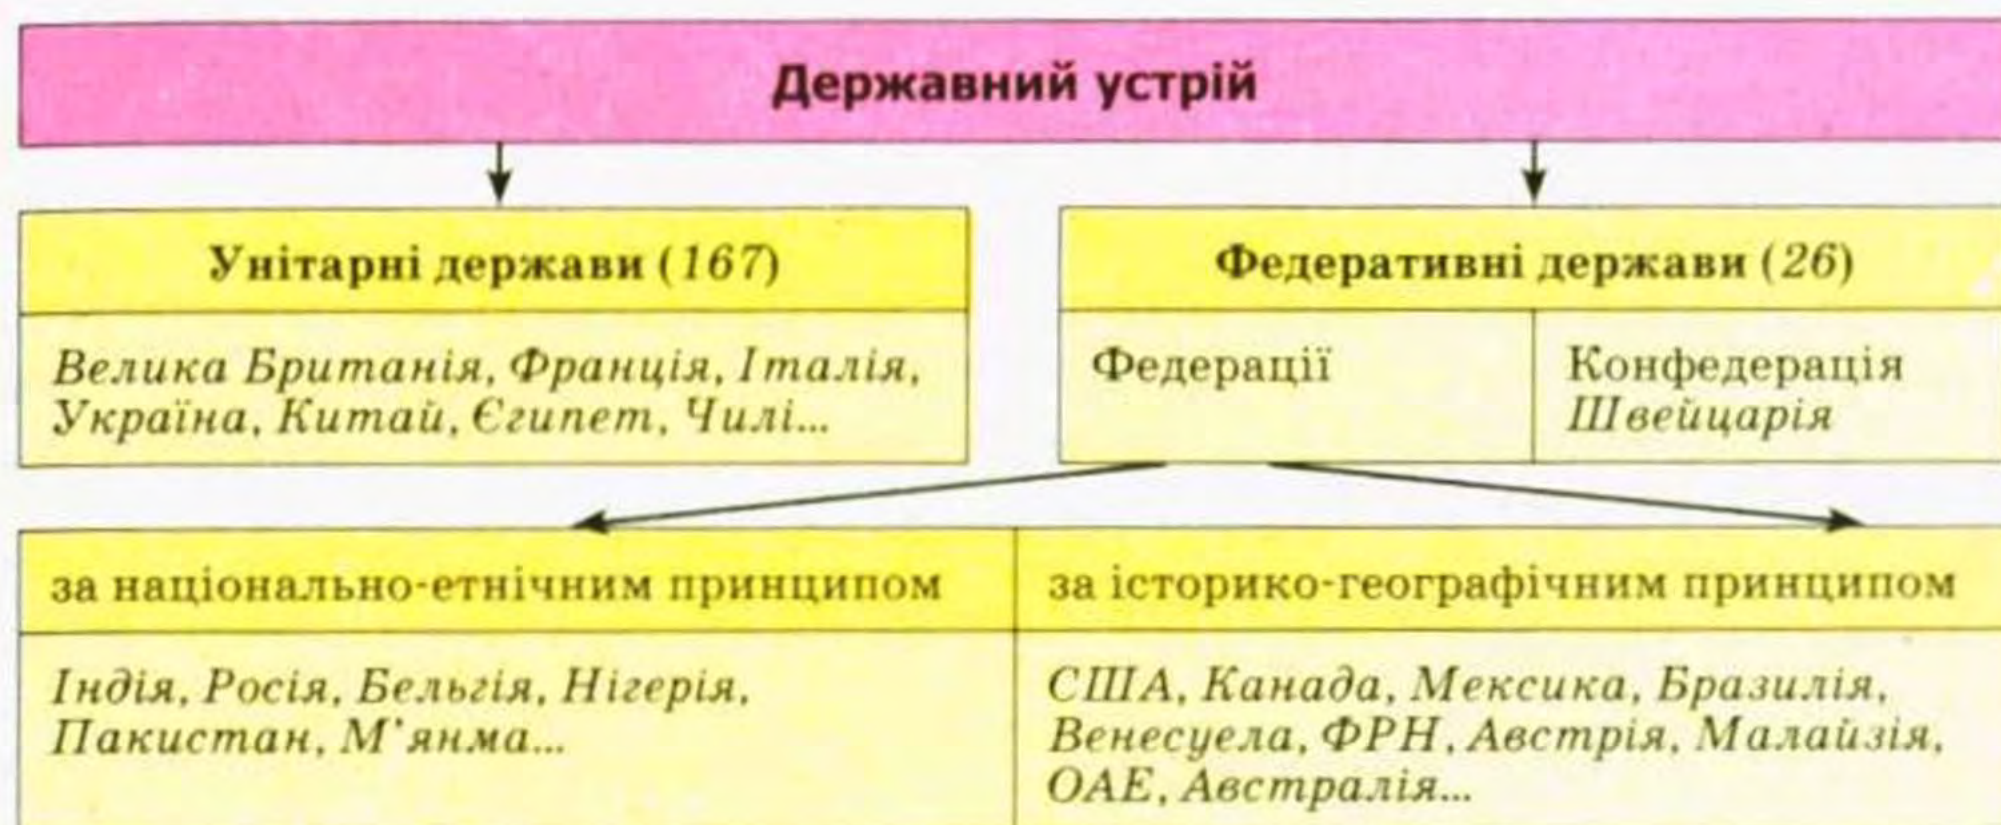 Державний устрій
Унітарні держави (167)
Велика Британія, Франція, Італія,
Україна, Китай, Єгипет, Чилі...
Федеративні держави (26)
Федерації
Конфедерація
Швейцарія
за національно-етнічним принципом
Індія, Росія, Бельгія, Нігерія,
Пакистан, М'янма...
за історико-географічним принципом
США, Канада, Мексика, Бразилія,
Венесуела, ФРН, Австрія, Малайзія,
ОАЕ, Австралія...